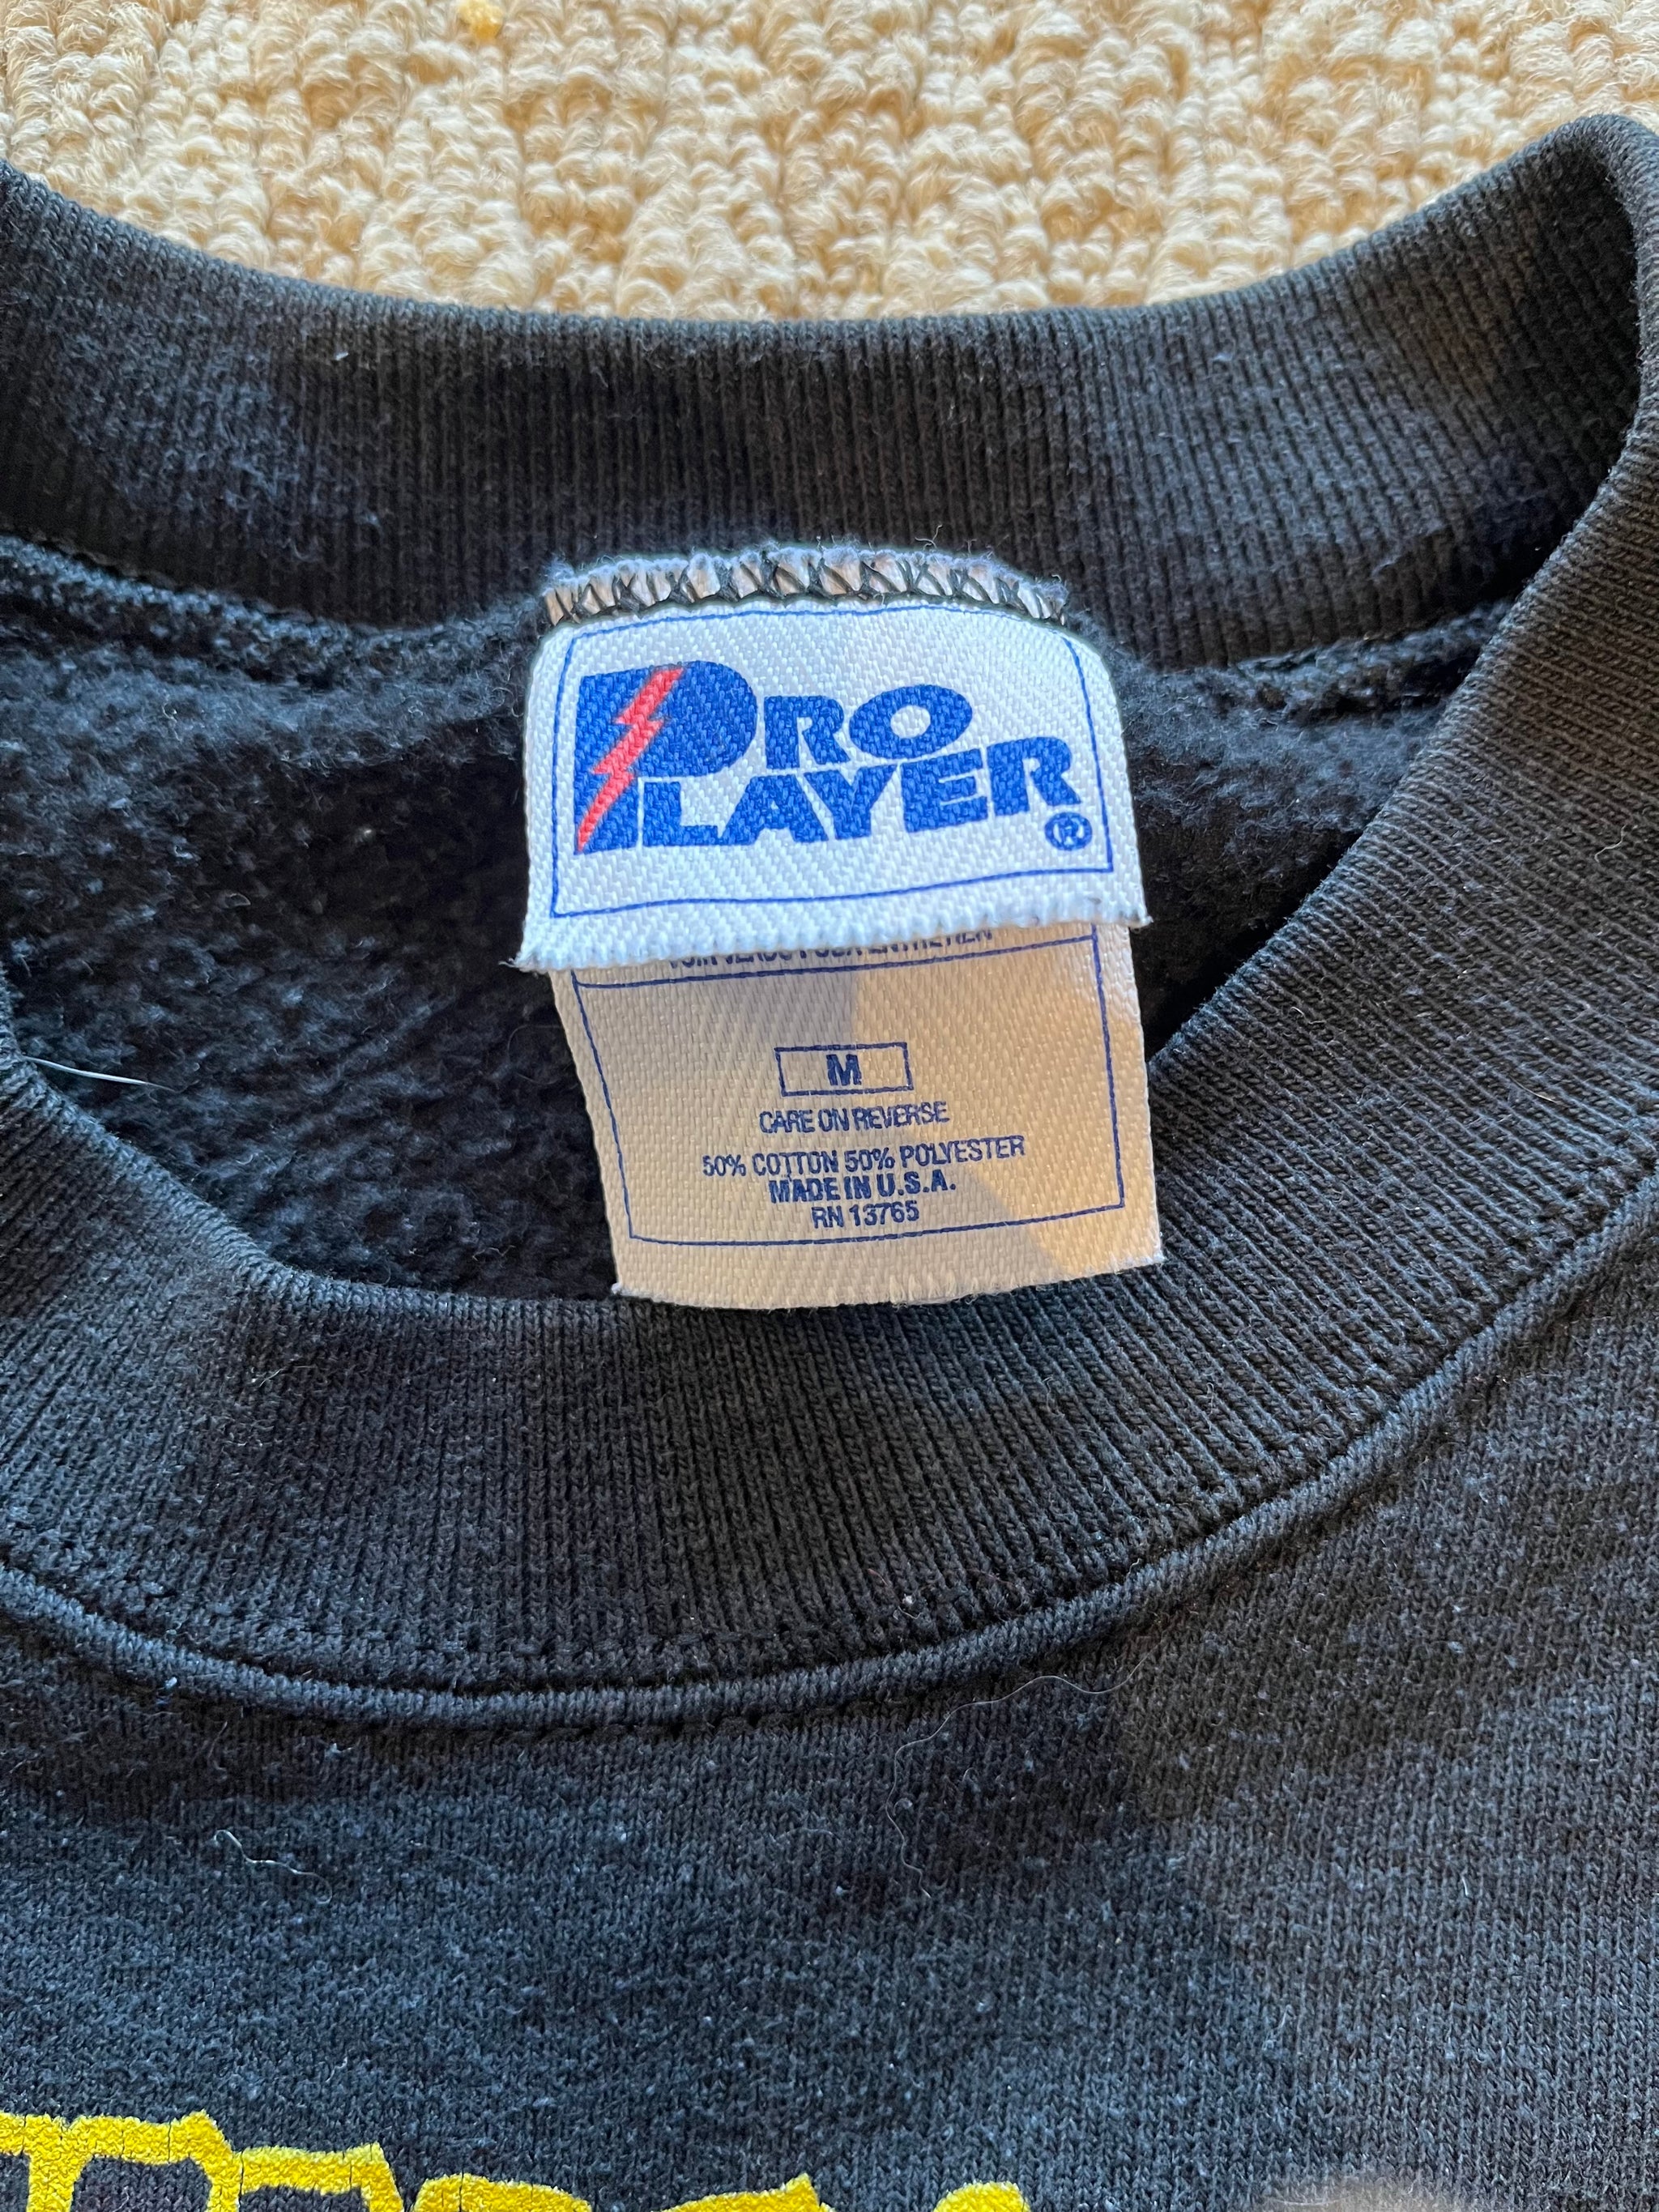 PRO
PLAYER®
M
CARE ON REVERSE
50% COTTON 50% POLYESTER
MADE IN U.S.A.
RN 13765